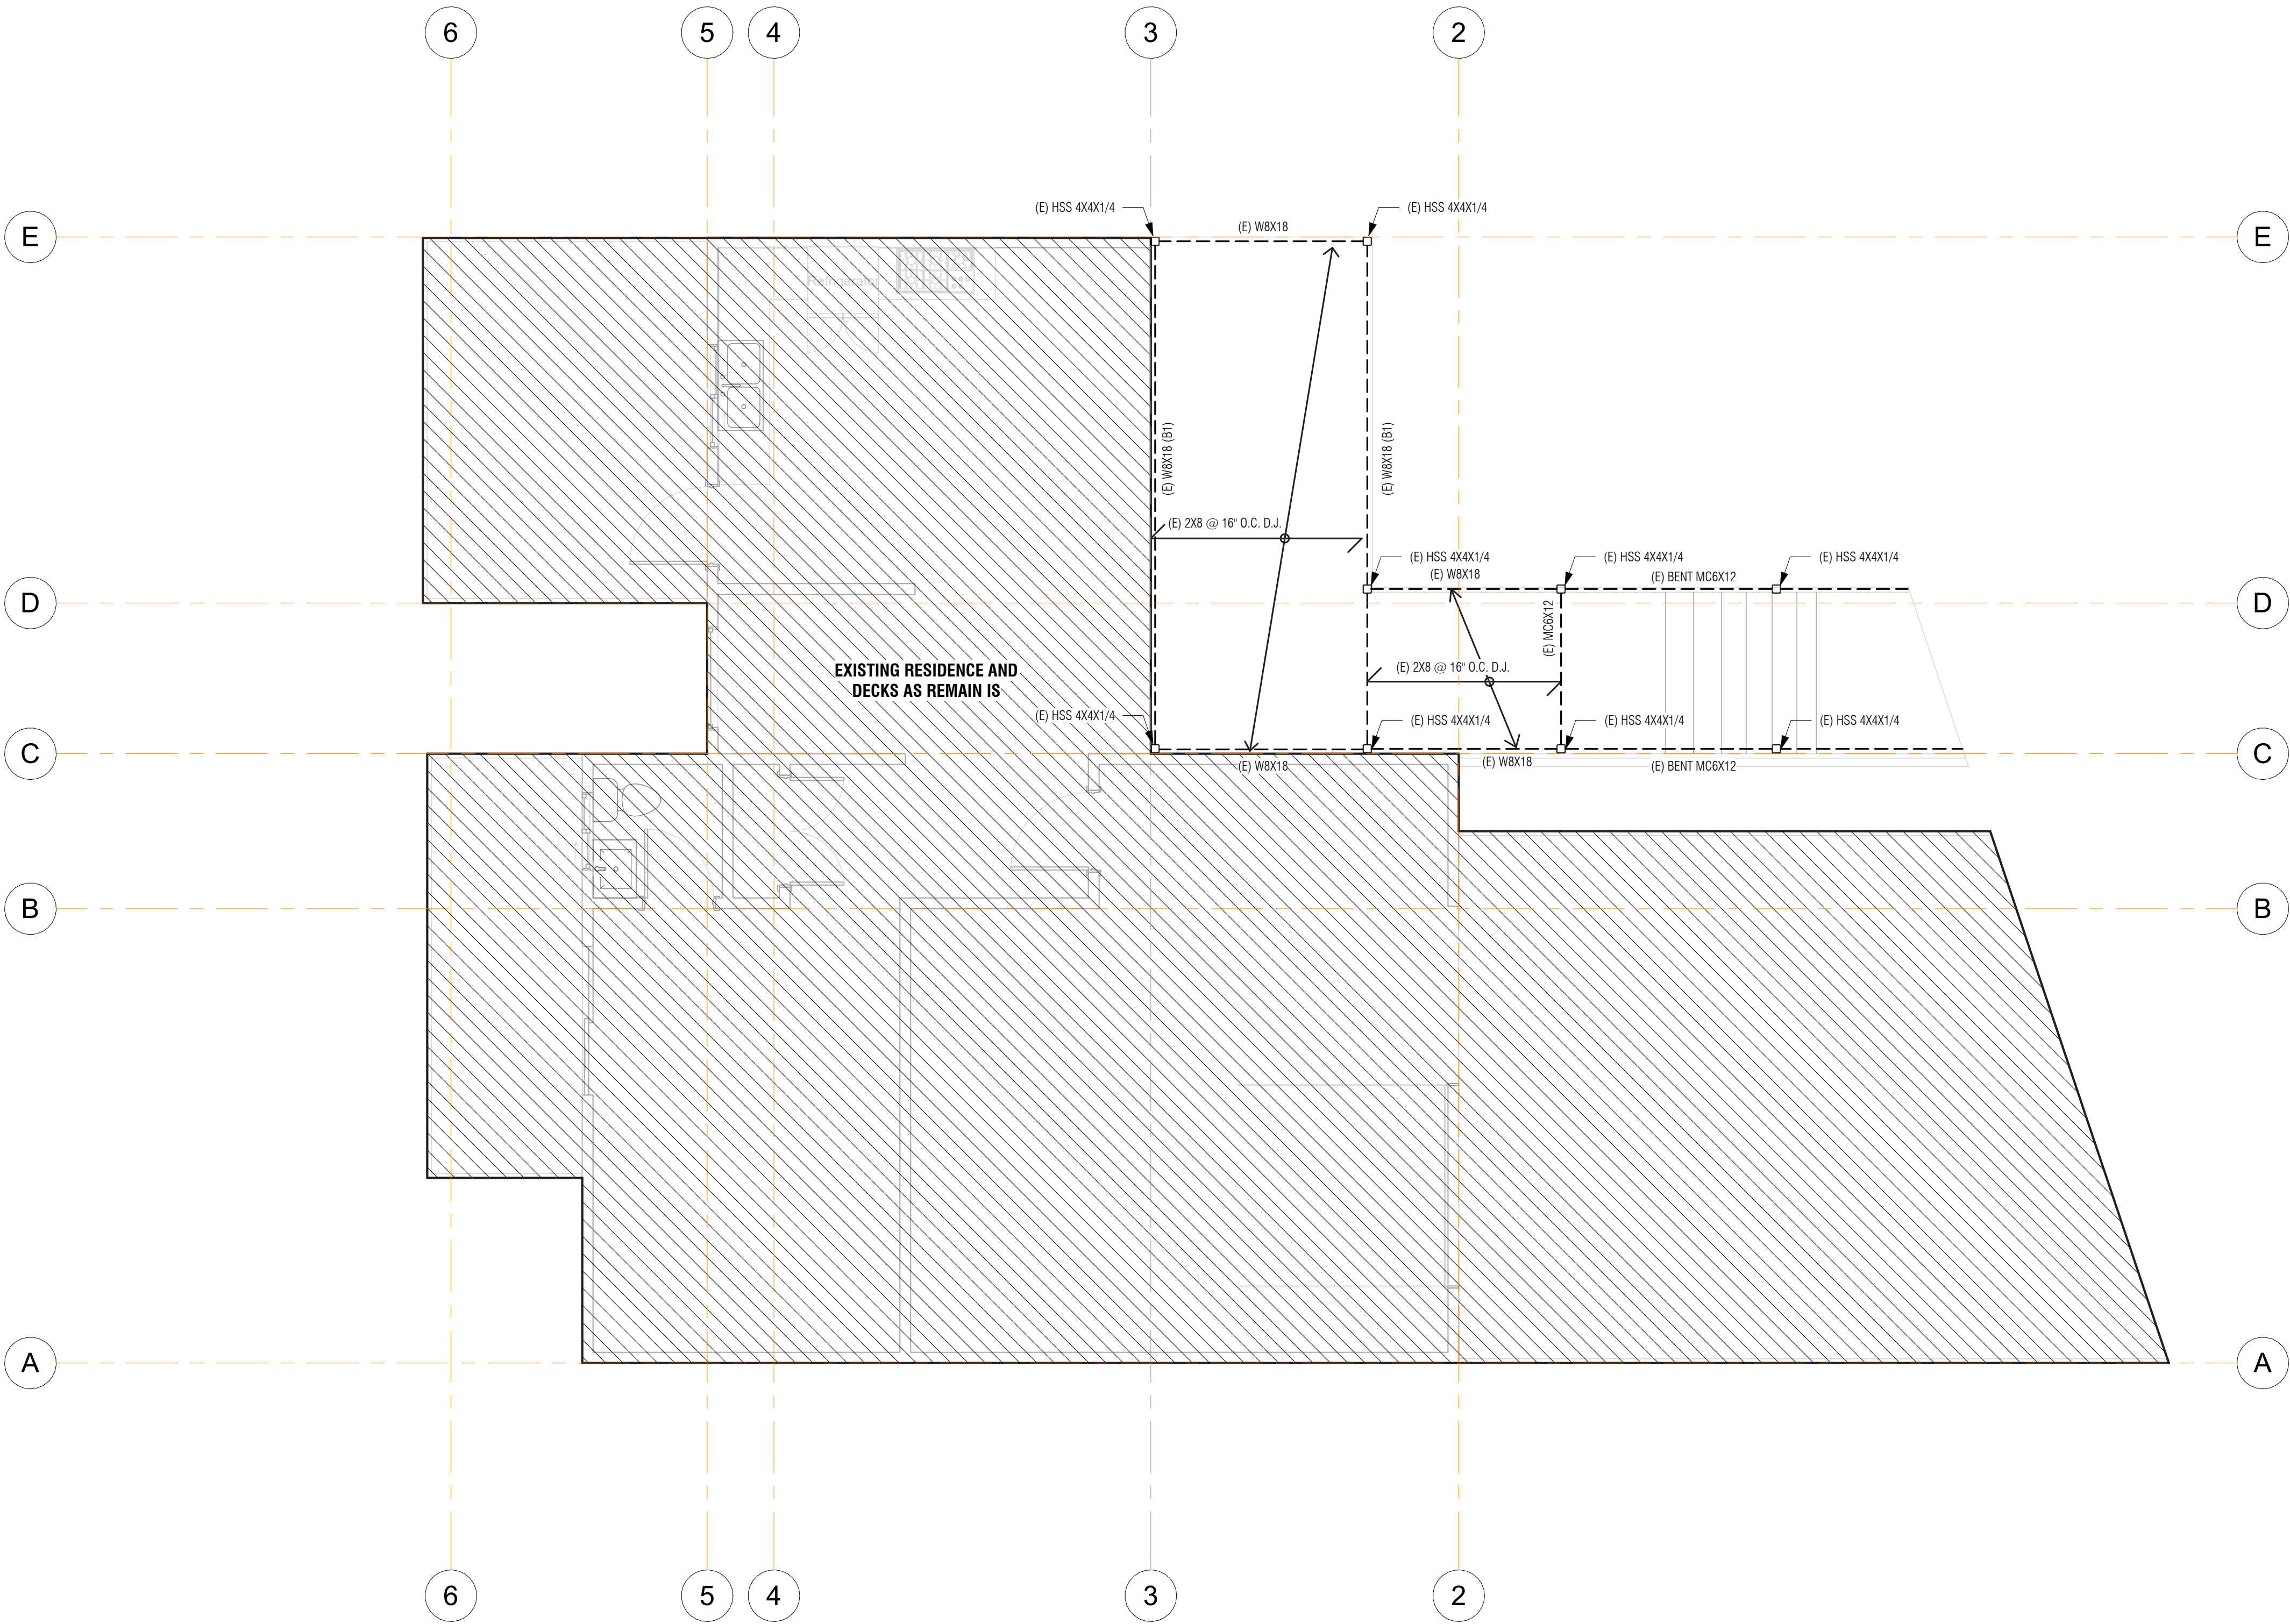 6
5
4
3
2
E
E
(E) HSS 4X4X1/4
(E) HSS 4X4X1/4
(E) W8X18
Refrigerator
(E) W8X18 (B1)
(E) W8X18 (B1)
(E) 2X8 @ 16" O.C. D.J.
(E) HSS 4X4X1/4
(E) HSS 4X4X1/4
(E) HSS 4X4X1/4
(E) W8X18
(E) BENT MC6X12
D
D
(E) MC6X12
(E) 2X8 @ 16" O.C. D.J.
EXISTING RESIDENCE AND
DECKS AS REMAIN IS
(E) HSS 4X4X1/4
(E) HSS 4X4X1/4
(E) HSS 4X4X1/4
(E) HSS 4X4X1/4
C
C
(E) W8X18
(E) W8X18
(E) BENT MC6X12
B
B
A
A
6
5
4
3
2